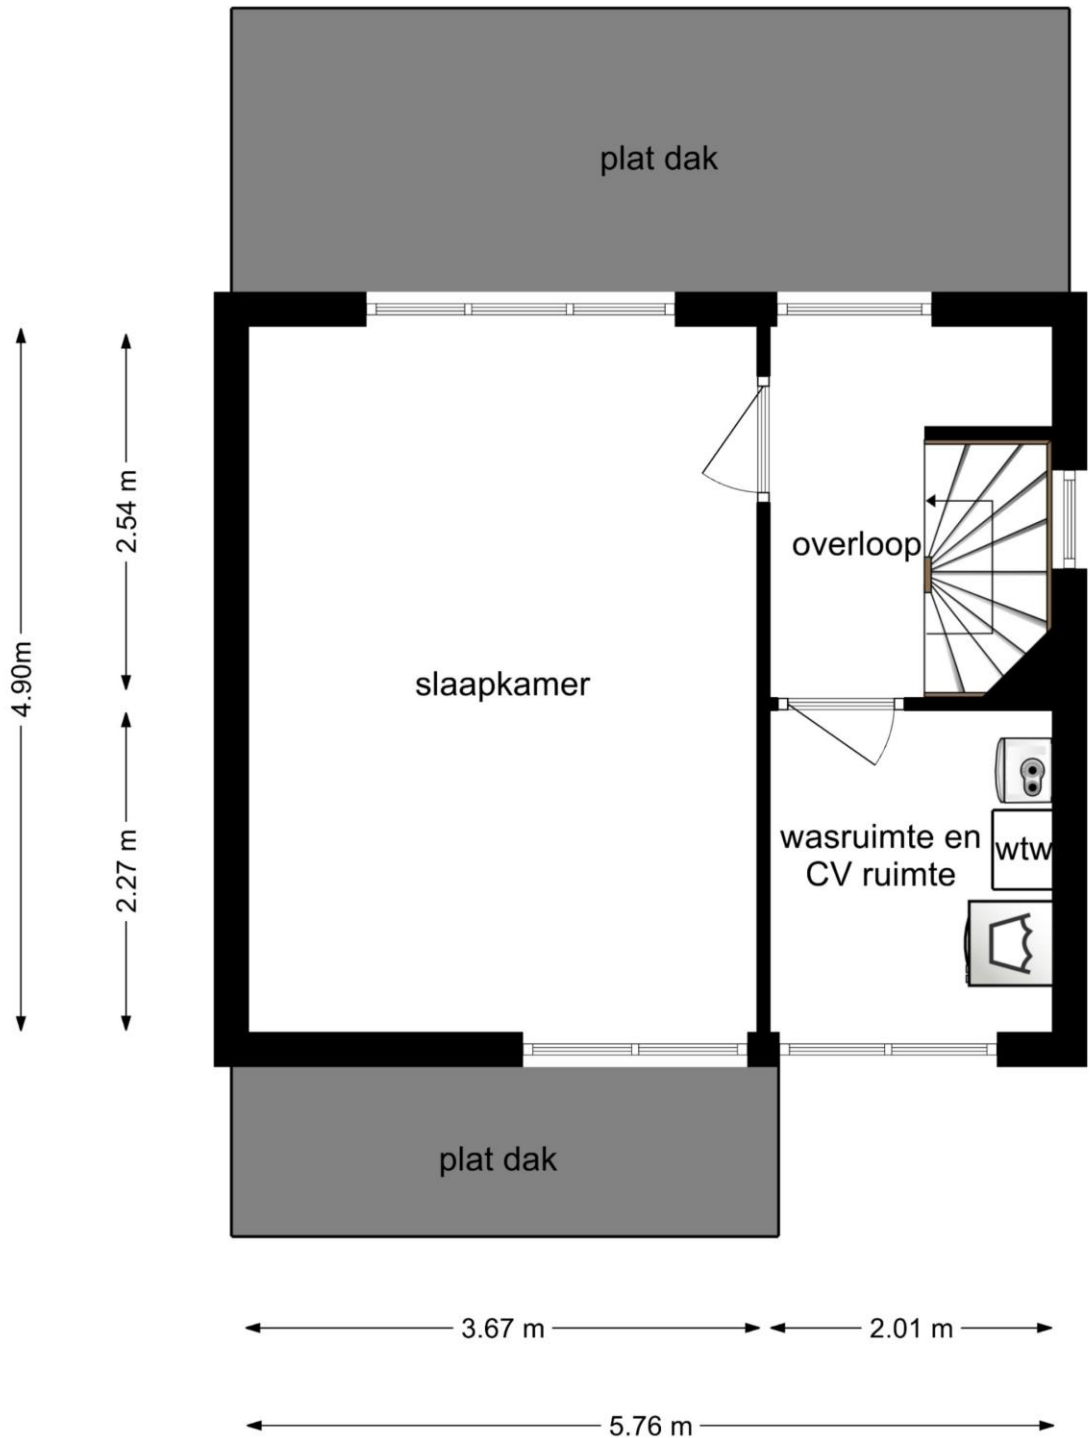 plat dak
2.54 m
overloop
4.90m
slaapkamer
wasruimte en
CV ruimte
wtw
2.27 m
plat dak
3.67 m
2.01 m
5.76 m